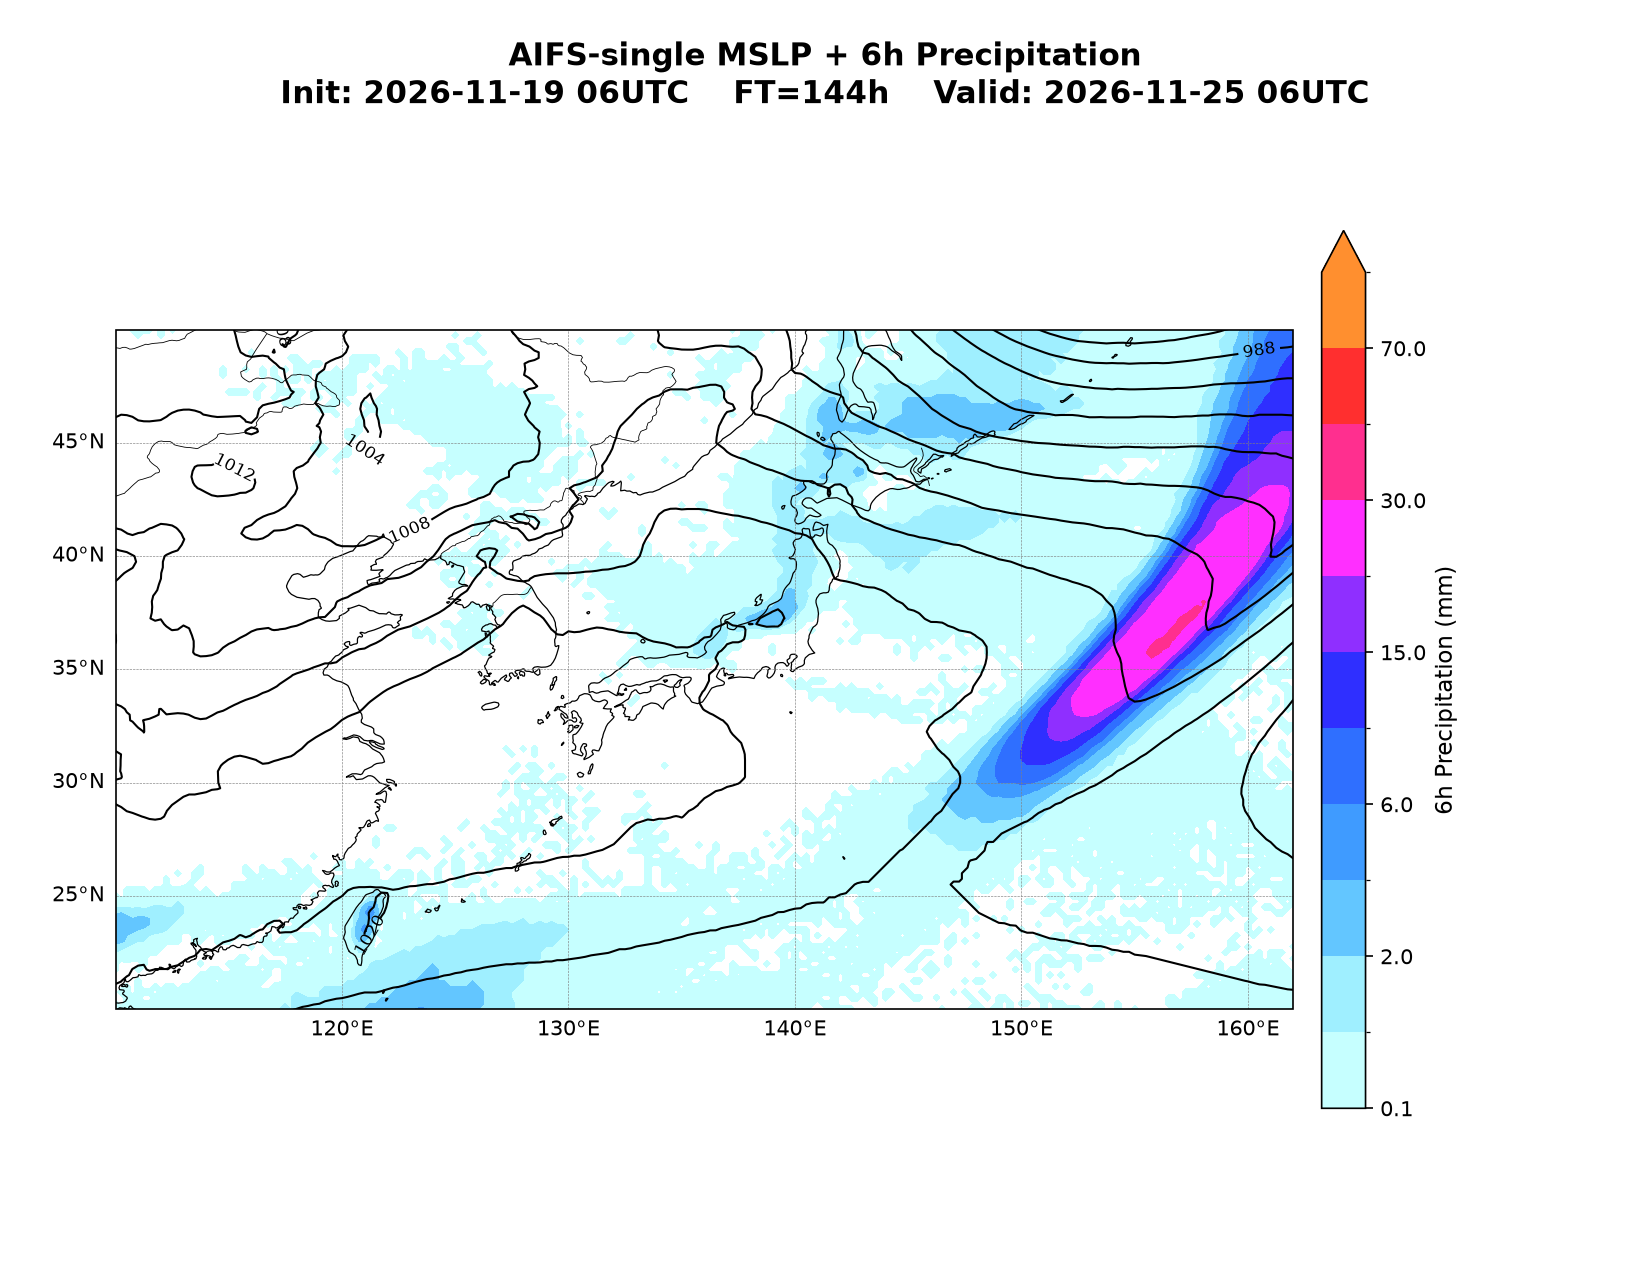 AIFS-single MSLP + 6h Precipitation
Init: 2026-11-19 06UTC    FT=144h    Valid: 2026-11-25 06UTC
988
1004
1012
1008
1020
45°N
40°N
35°N
30°N
25°N
120°E
130°E
140°E
150°E
160°E
70.0
30.0
15.0
6.0
2.0
0.1
6h Precipitation (mm)